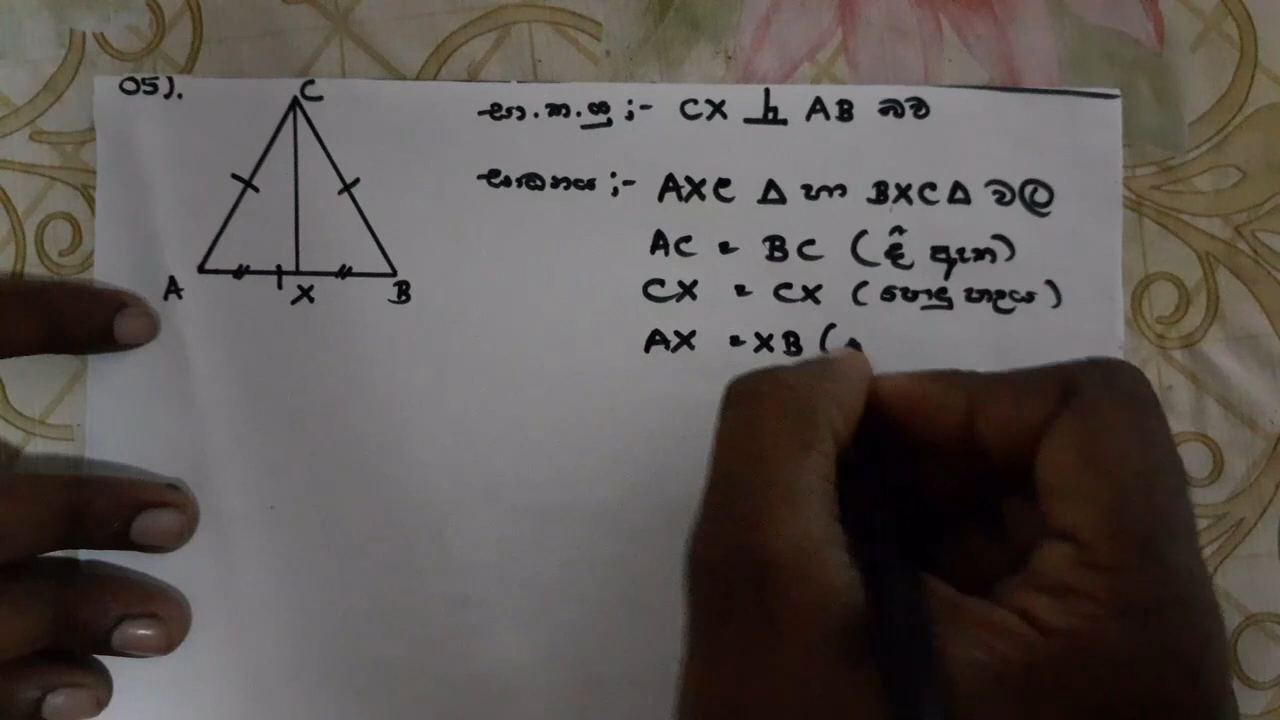 05).
C
A X B
සා.ක.යු ;- CX ⊥ AB බව
සාධනය ;- AXC Δ හා BXC Δ වල
AC = BC ( දී ඇත )
CX = CX ( පොදු පාදය )
AX = XB (